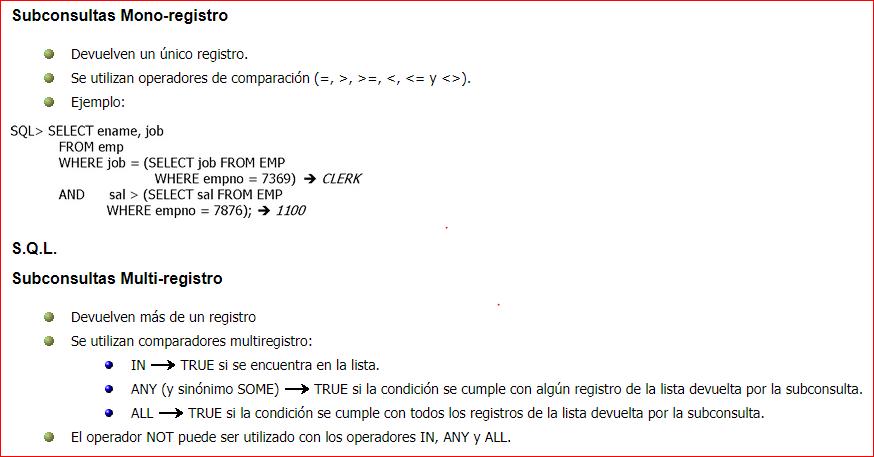 Subconsultas Mono-registro
Devuelven un único registro.
Se utilizan operadores de comparación (=, >, >=, <, <= y <>).
Ejemplo:
SQL> SELECT ename, job
FROM emp
WHERE job = (SELECT job FROM EMP
WHERE empno = 7369) ➔ CLERK
AND sal > (SELECT sal FROM EMP
WHERE empno = 7876); ➔ 1100
S.Q.L.
Subconsultas Multi-registro
Devuelven más de un registro
Se utilizan comparadores multiregistro:
IN ⟶ TRUE si se encuentra en la lista.
ANY (y sinónimo SOME) ⟶ TRUE si la condición se cumple con algún registro de la lista devuelta por la subconsulta.
ALL ⟶ TRUE si la condición se cumple con todos los registros de la lista devuelta por la subconsulta.
El operador NOT puede ser utilizado con los operadores IN, ANY y ALL.